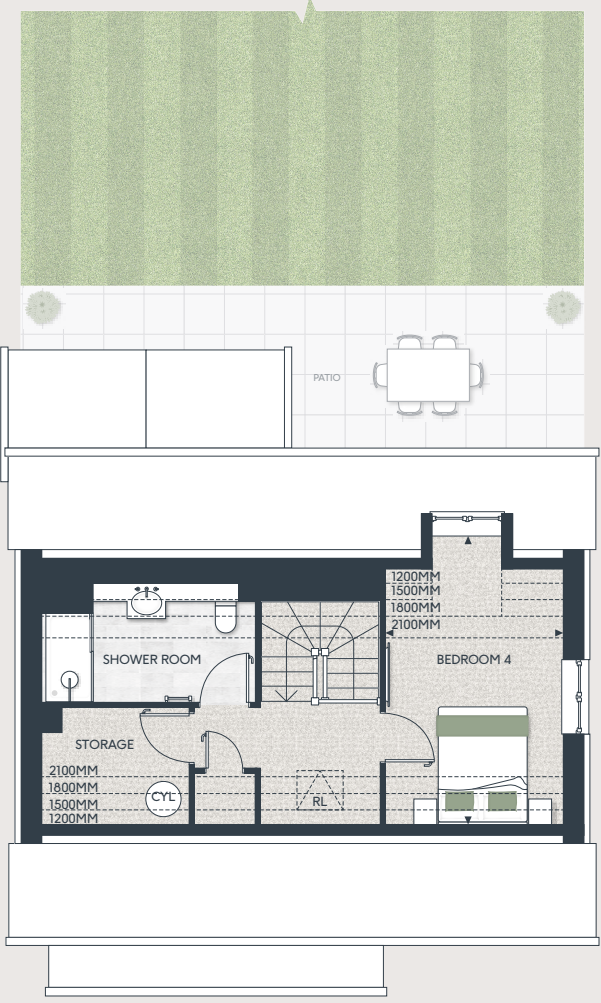 PATIO
1200MM
1500MM
1800MM
2100MM
SHOWER ROOM
BEDROOM 4
STORAGE
2100MM
1800MM
1500MM
1200MM
CYL
RL